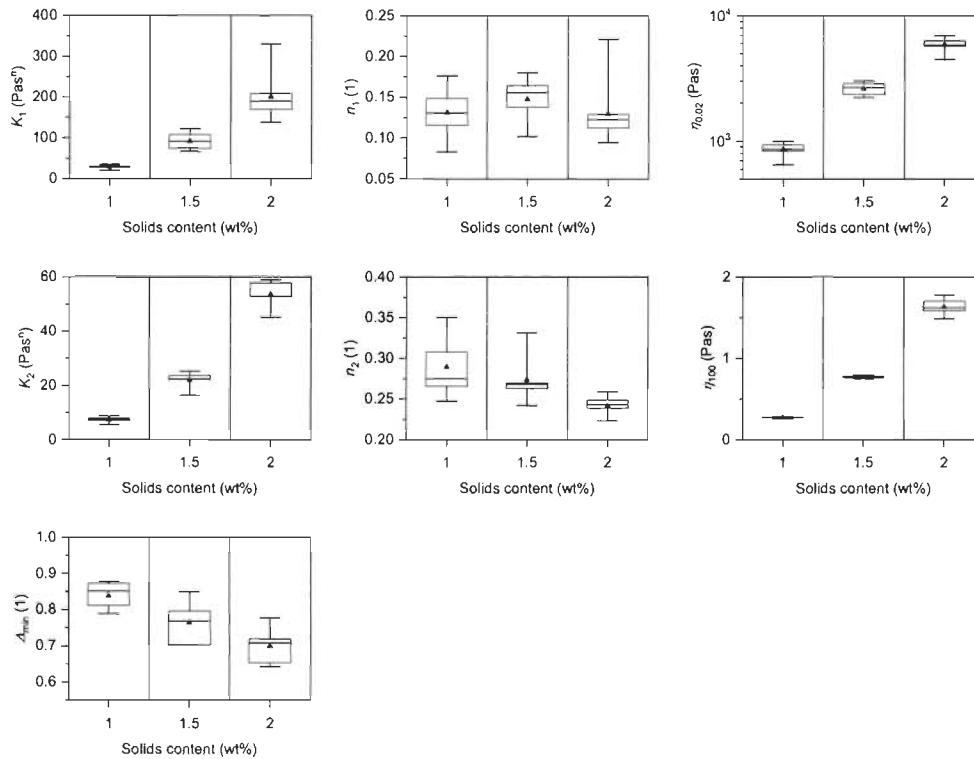 K₁ (Pasⁿ)
400
300
200
100
0
1 1.5 2
Solids content (wt%)
n₁ (1)
0.25
0.20
0.15
0.10
0.05
1 1.5 2
Solids content (wt%)
η₀.₀₂ (Pas)
10⁴
10³
1 1.5 2
Solids content (wt%)
K₂ (Pasⁿ)
60
40
20
0
1 1.5 2
Solids content (wt%)
n₂ (1)
0.40
0.35
0.30
0.25
0.20
1 1.5 2
Solids content (wt%)
η₁₀₀ (Pas)
2
1
0
1 1.5 2
Solids content (wt%)
Λmin (1)
1.0
0.9
0.8
0.7
0.6
1 1.5 2
Solids content (wt%)